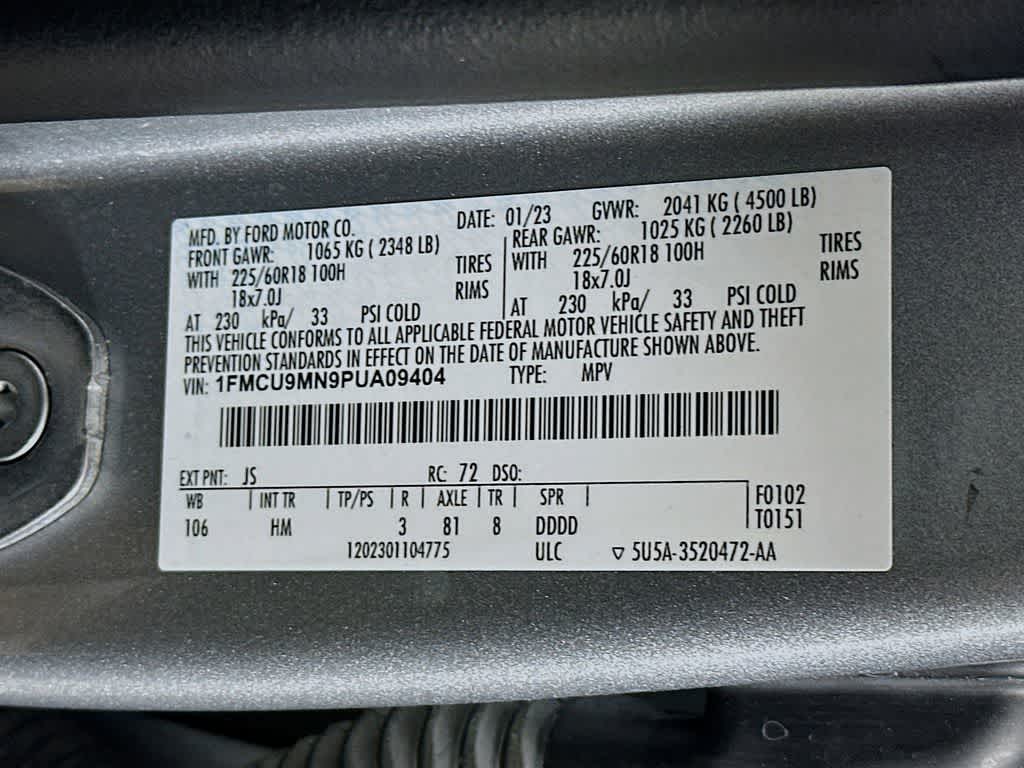 MFD. BY FORD MOTOR CO. DATE: 01/23 GVWR: 2041 KG ( 4500 LB)
FRONT GAWR: 1065 KG ( 2348 LB) REAR GAWR: 1025 KG ( 2260 LB)
WITH 225/60R18 100H TIRES WITH 225/60R18 100H TIRES
18x7.0J RIMS 18x7.0J RIMS
AT 230 kPa/ 33 PSI COLD AT 230 kPa/ 33 PSI COLD
THIS VEHICLE CONFORMS TO ALL APPLICABLE FEDERAL MOTOR VEHICLE SAFETY AND THEFT
PREVENTION STANDARDS IN EFFECT ON THE DATE OF MANUFACTURE SHOWN ABOVE.
VIN: 1FMCU9MN9PUA09404 TYPE: MPV
EXT PNT: JS RC: 72 DSO:
WB | INT TR | TP/PS | R | AXLE | TR | SPR | F0102
106 HM 3 81 8 DDDD T0151
1202301104775 ULC ▽ 5U5A-3520472-AA